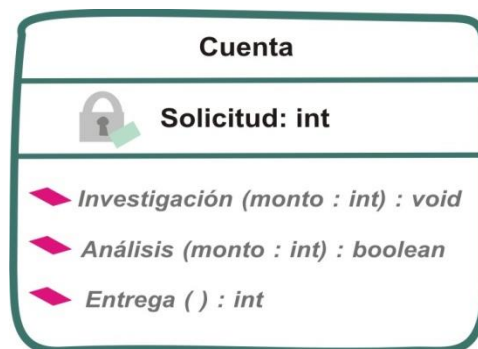 Cuenta
Solicitud: int
Investigación (monto : int) : void
Análisis (monto : int) : boolean
Entrega ( ) : int